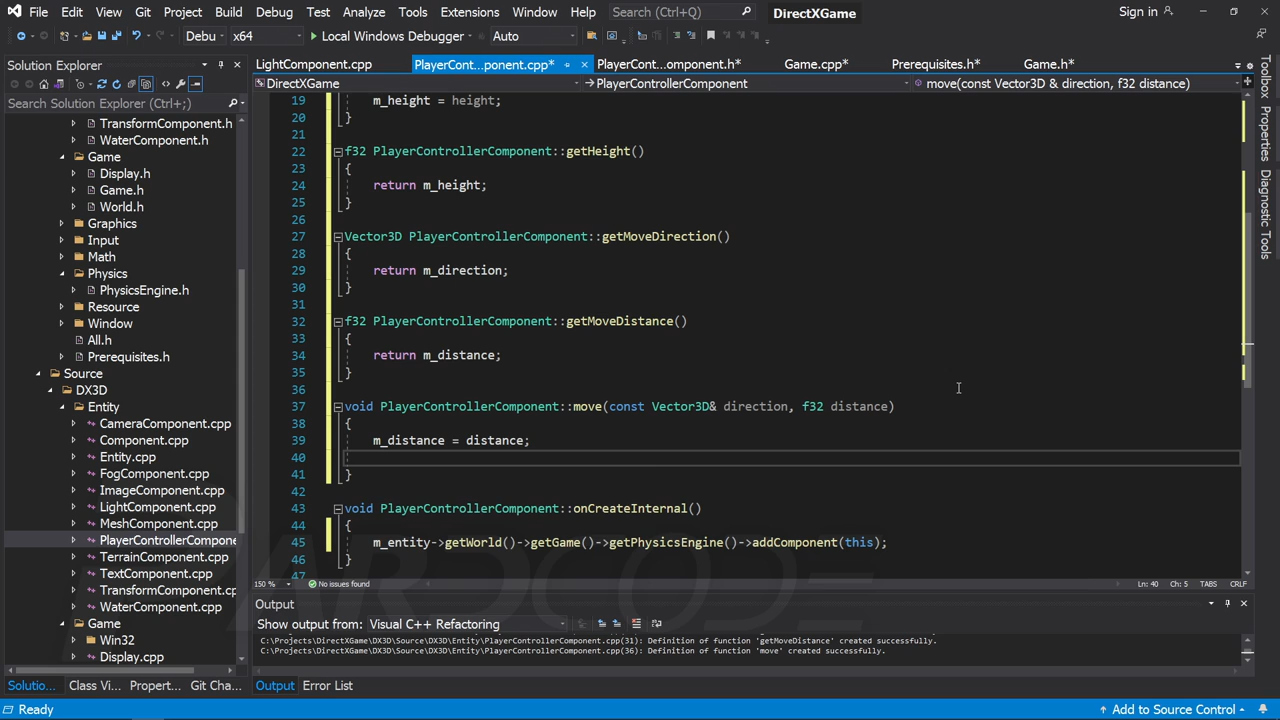 File Edit View Git Project Build Debug Test Analyze Tools Extensions Window Help Search (Ctrl+Q) DirectXGame Sign in
Debu x64 Local Windows Debugger Auto
Solution Explorer
Search Solution Explorer (Ctrl+;)
TransformComponent.h
WaterComponent.h
Game
Display.h
Game.h
World.h
Graphics
Input
Math
Physics
PhysicsEngine.h
Resource
Window
All.h
Prerequisites.h
Source
DX3D
Entity
CameraComponent.cpp
Component.cpp
Entity.cpp
FogComponent.cpp
ImageComponent.cpp
LightComponent.cpp
MeshComponent.cpp
PlayerControllerCompone
TerrainComponent.cpp
TextComponent.cpp
TransformComponent.cpp
WaterComponent.cpp
Game
Win32
Display.cpp
Solutio... Class Vi... Propert... Git Cha...
LightComponent.cpp PlayerCont...ponent.cpp* PlayerCont...omponent.h* Game.cpp* Prerequisites.h* Game.h*
DirectXGame PlayerControllerComponent move(const Vector3D & direction, f32 distance)
19 m_height = height;
20 }
21
22 f32 PlayerControllerComponent::getHeight()
23 {
24 return m_height;
25 }
26
27 Vector3D PlayerControllerComponent::getMoveDirection()
28 {
29 return m_direction;
30 }
31
32 f32 PlayerControllerComponent::getMoveDistance()
33 {
34 return m_distance;
35 }
36
37 void PlayerControllerComponent::move(const Vector3D& direction, f32 distance)
38 {
39 m_distance = distance;
40
41 }
42
43 void PlayerControllerComponent::onCreateInternal()
44 {
45 m_entity->getWorld()->getGame()->getPhysicsEngine()->addComponent(this);
46 }
47
150 % No issues found Ln: 40 Ch: 5 TABS CRLF
Output
Show output from: Visual C++ Refactoring
C:\Projects\DirectXGame\DX3D\Source\DX3D\Entity\PlayerControllerComponent.cpp(31): Definition of function 'getMoveDistance' created successfully.
C:\Projects\DirectXGame\DX3D\Source\DX3D\Entity\PlayerControllerComponent.cpp(36): Definition of function 'move' created successfully.
Output Error List
Toolbox
Properties
Diagnostic Tools
Ready Add to Source Control